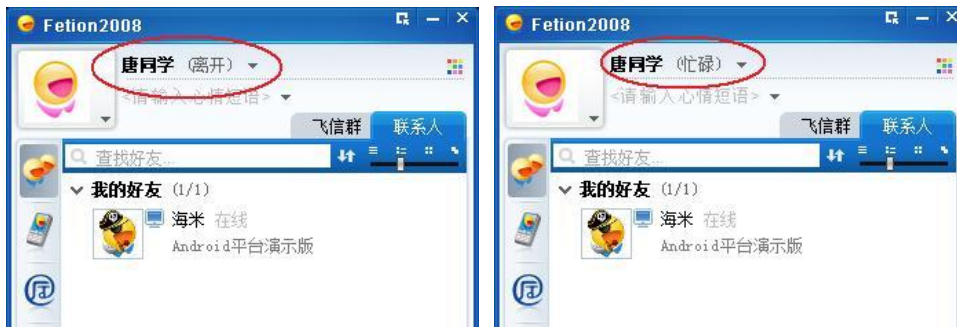 Fetion2008
唐同学 (离开)
<请输入心情短语>
飞信群 联系人
查找好友...
我的好友 (1/1)
海米 在线
Android平台演示版
Fetion2008
唐同学 (忙碌)
<请输入心情短语>
飞信群 联系人
查找好友...
我的好友 (1/1)
海米 在线
Android平台演示版